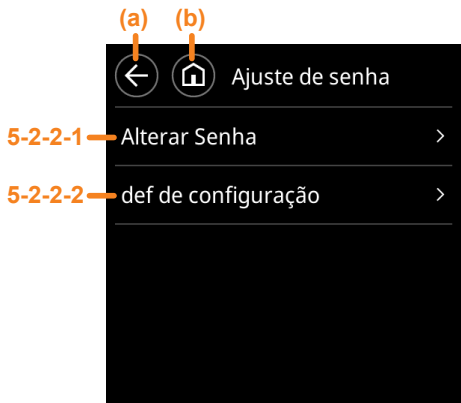 (a) (b)
Ajuste de senha
5-2-2-1 Alterar Senha
5-2-2-2 def de configuração